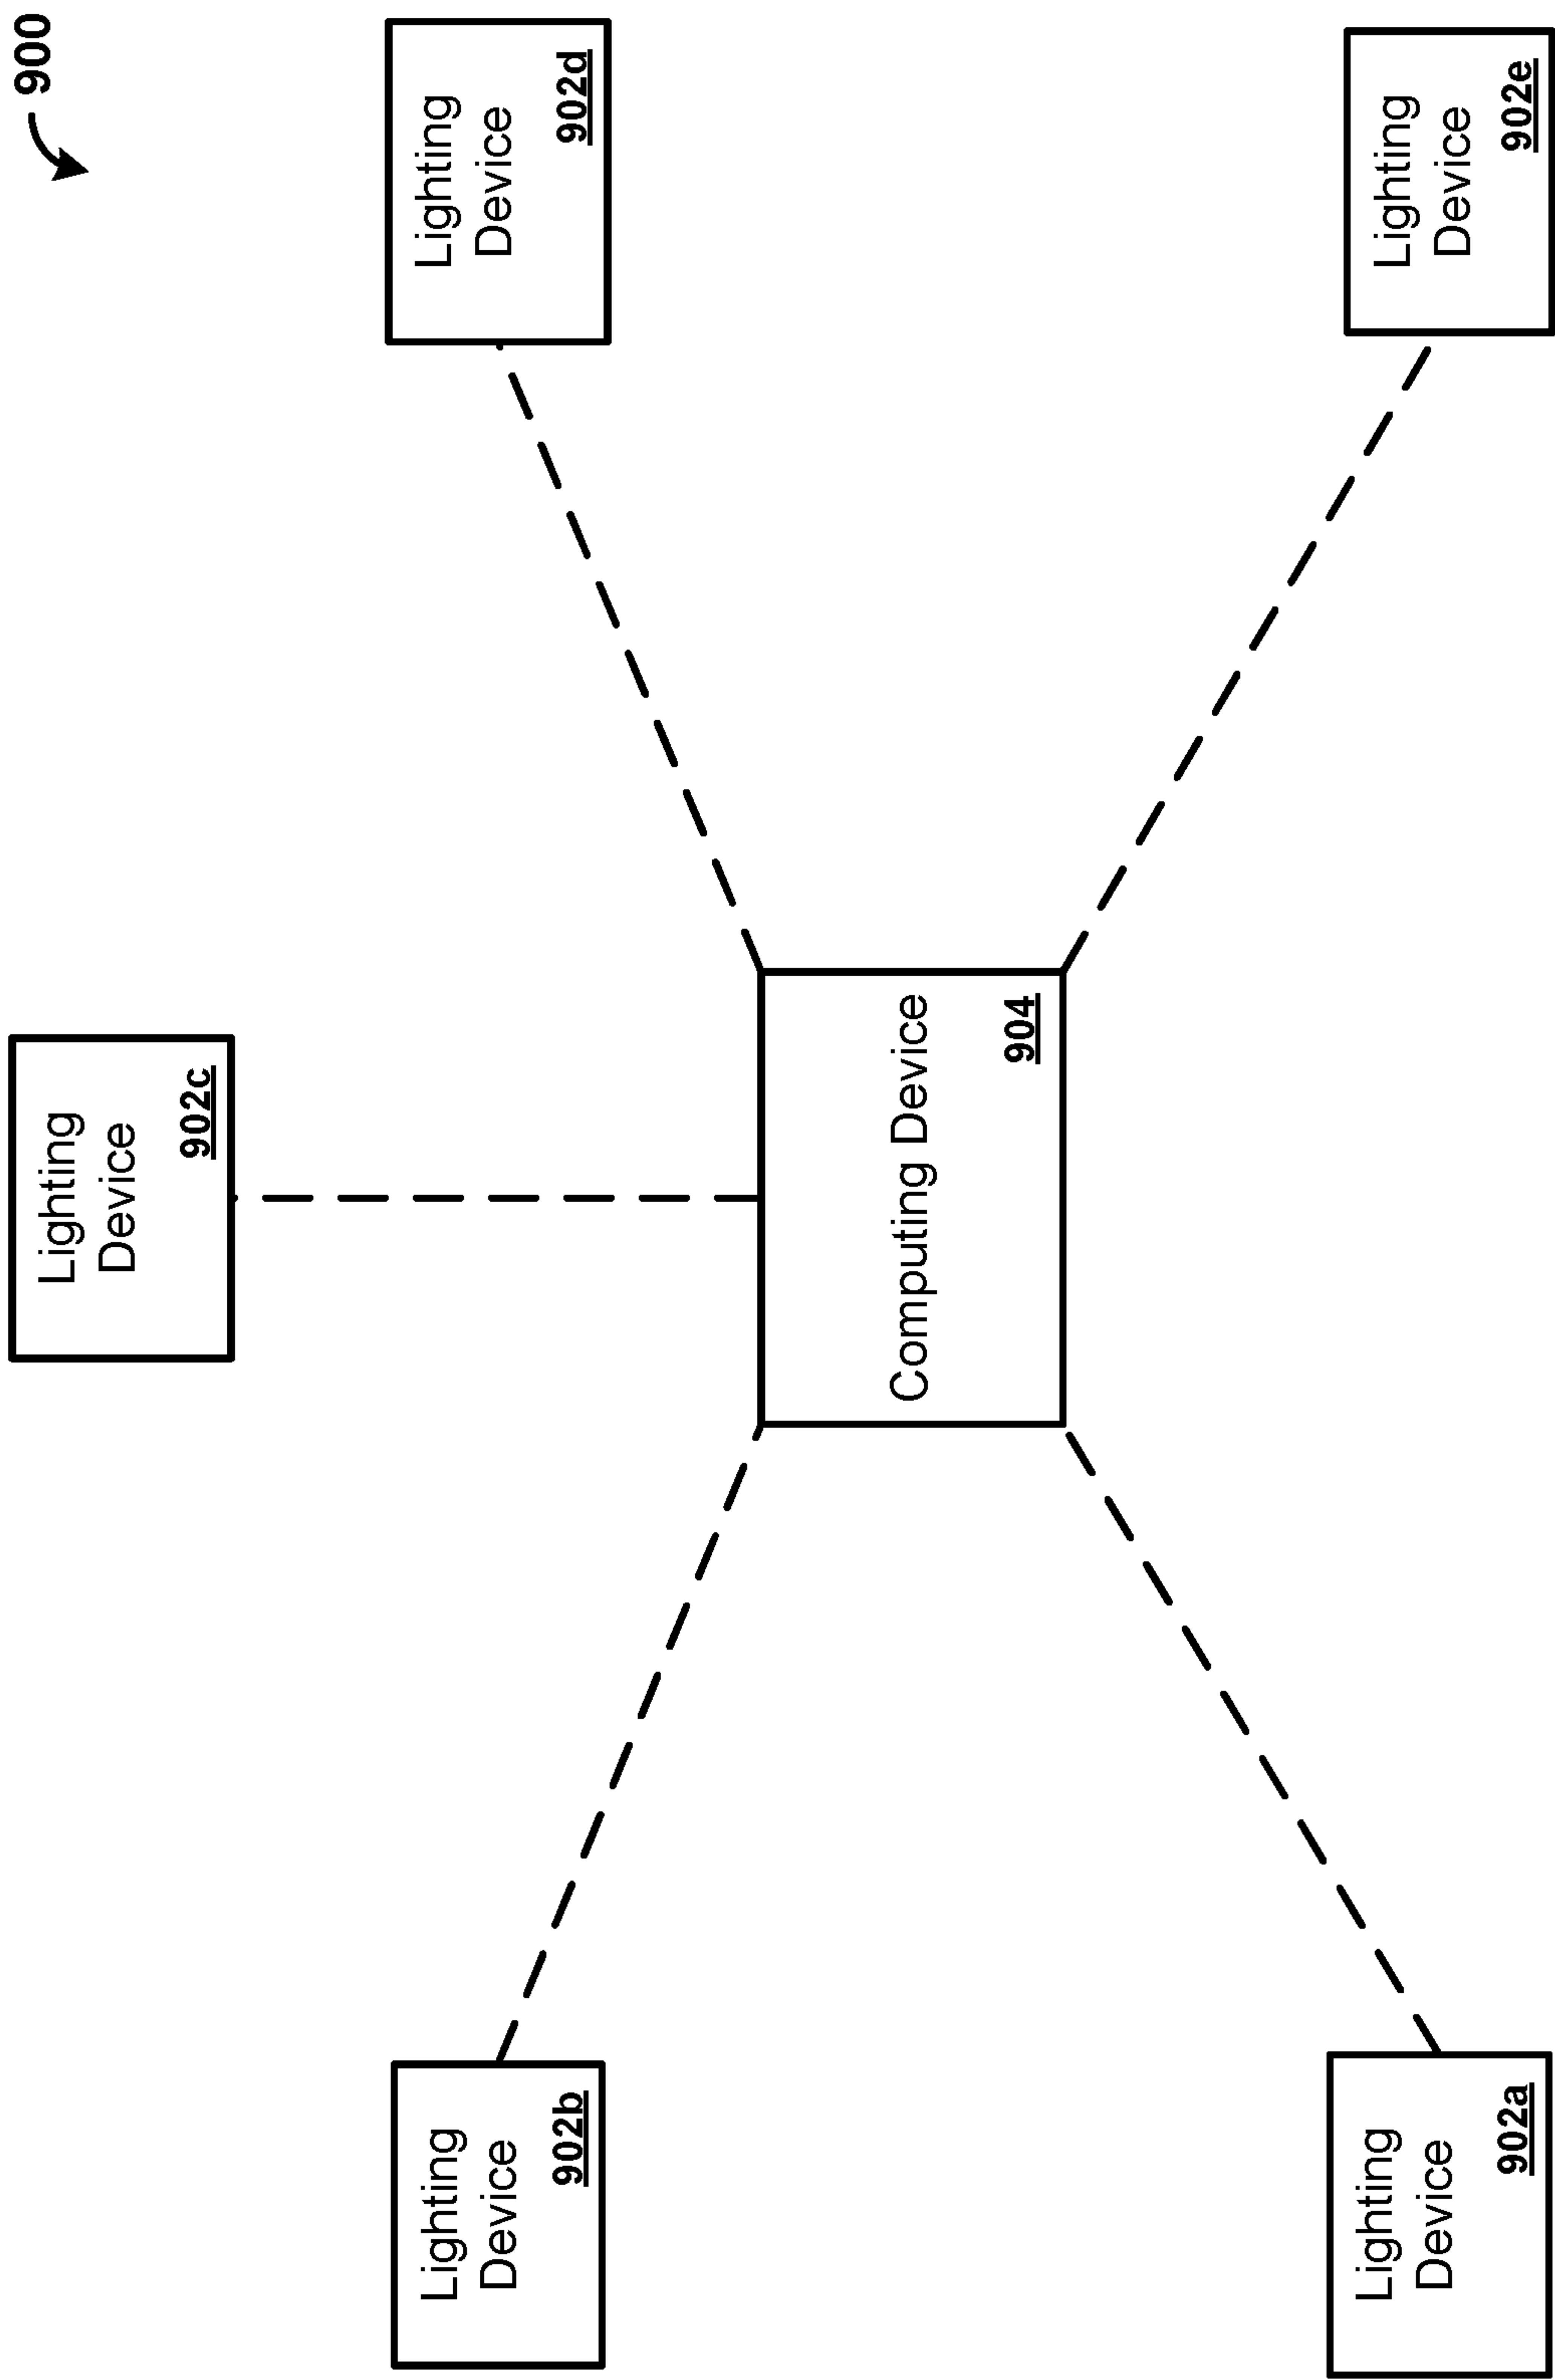 900
Lighting
Device
902c
Lighting
Device
902b
Lighting
Device
902d
Computing Device
904
Lighting
Device
902a
Lighting
Device
902e